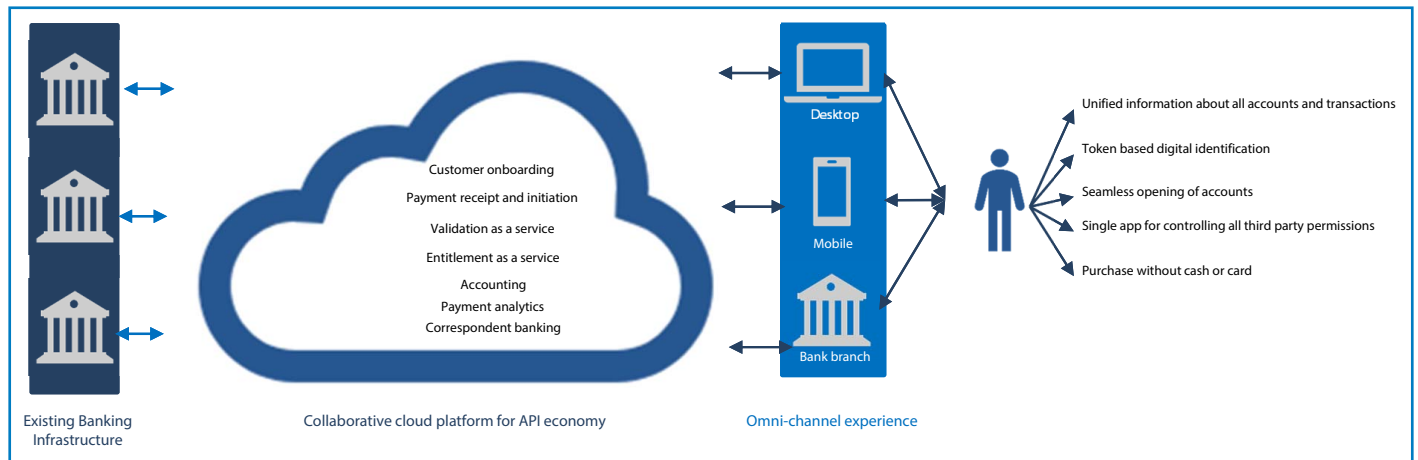 Customer onboarding
Payment receipt and initiation
Validation as a service
Entitlement as a service
Accounting
Payment analytics
Correspondent banking
Desktop
Mobile
Bank branch
Unified information about all accounts and transactions
Token based digital identification
Seamless opening of accounts
Single app for controlling all third party permissions
Purchase without cash or card
Existing Banking
Infrastructure
Collaborative cloud platform for API economy
Omni-channel experience